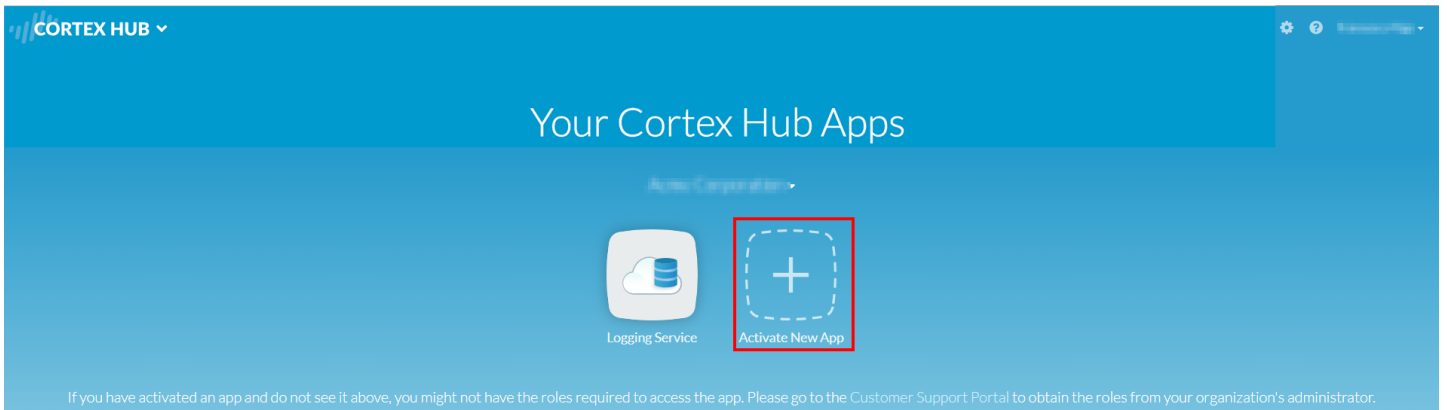 CORTEX HUB
Your Cortex Hub Apps
Logging Service
Activate New App
If you have activated an app and do not see it above, you might not have the roles required to access the app. Please go to the Customer Support Portal to obtain the roles from your organization's administrator.